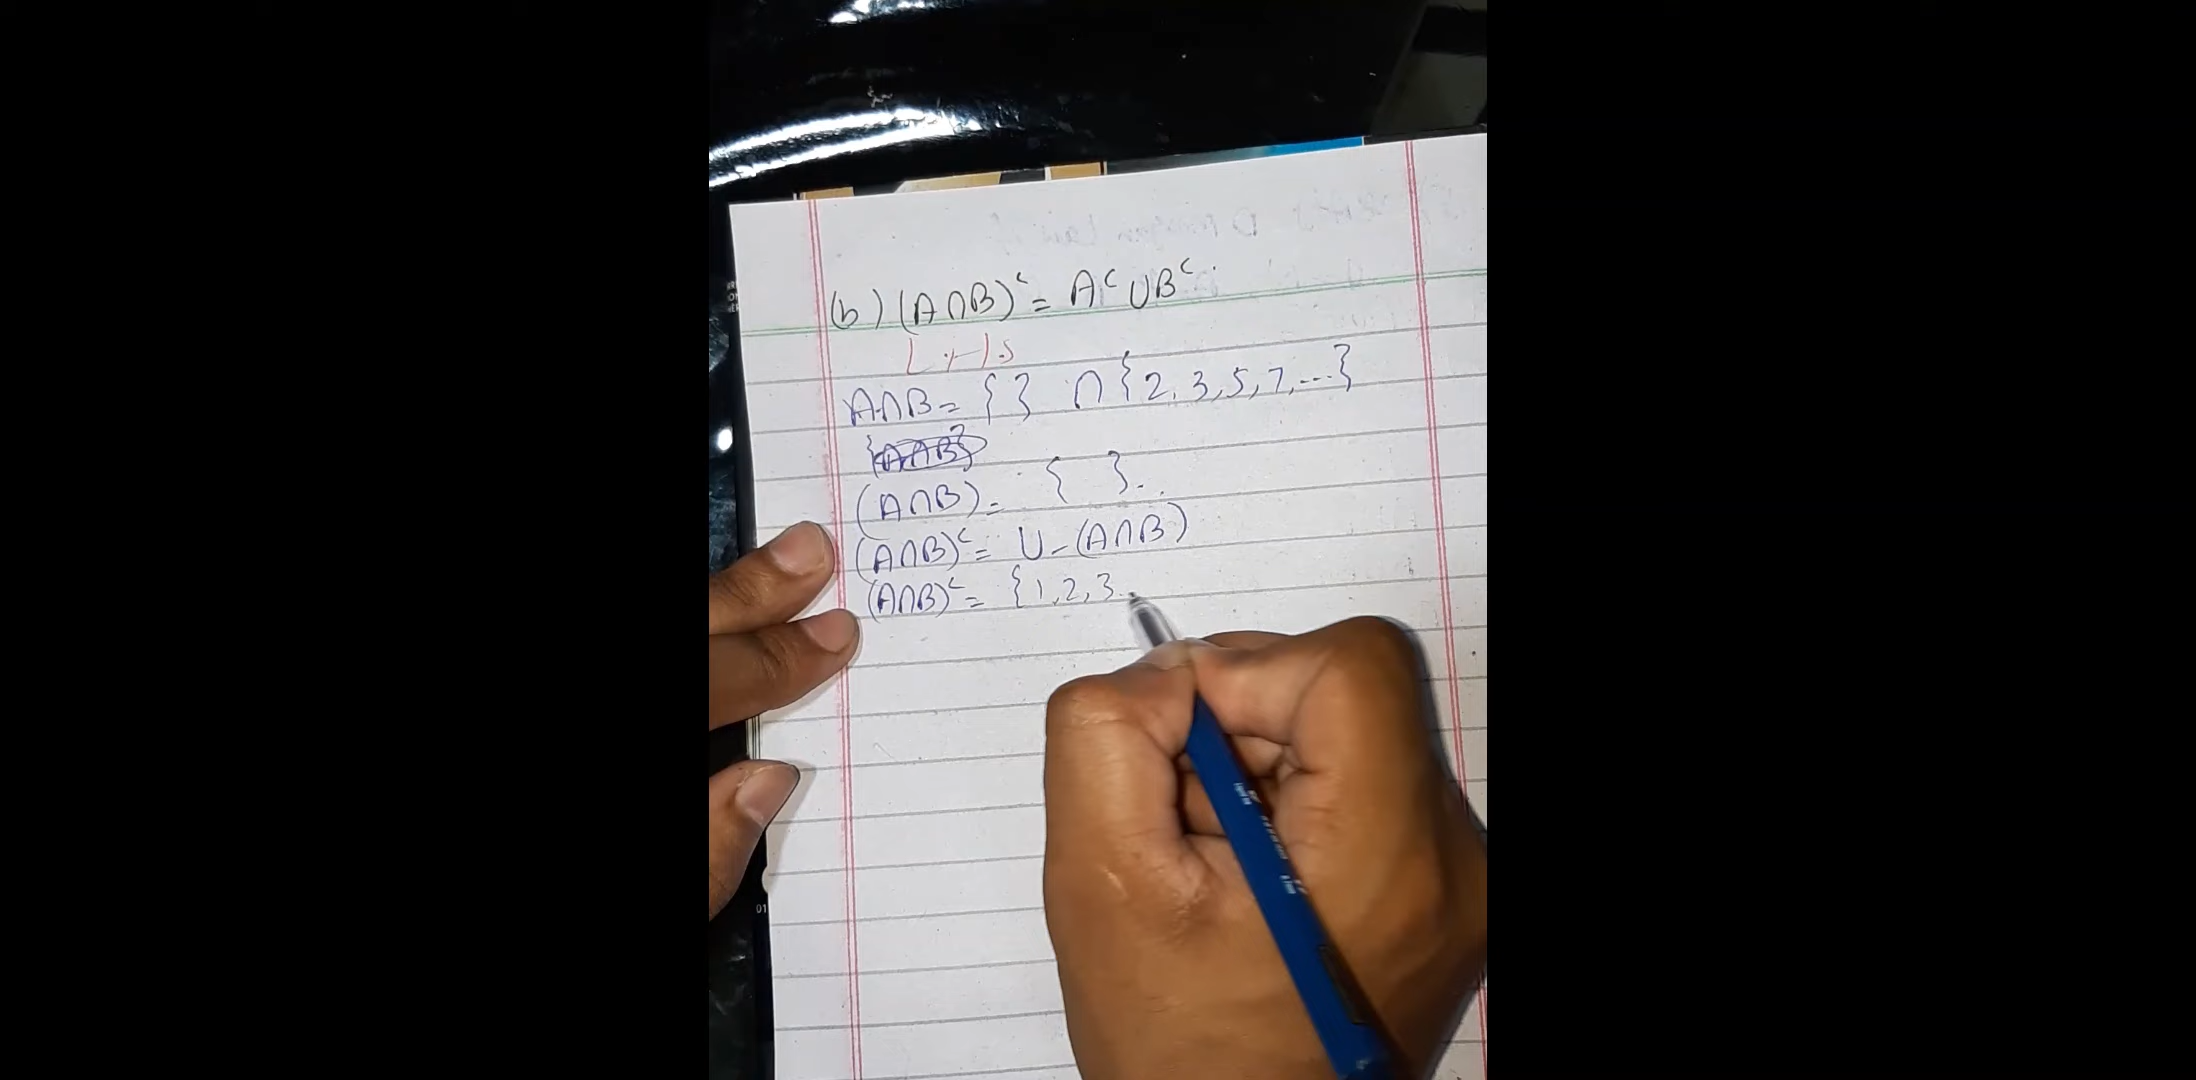 (b) (A∩B)ᶜ = Aᶜ ∪ Bᶜ
L.H.S
A∩B = { } ∩ {2, 3, 5, 7, ...}
(A∩B) = { }.
(A∩B)ᶜ = U - (A∩B)
(A∩B)ᶜ = {1, 2, 3..